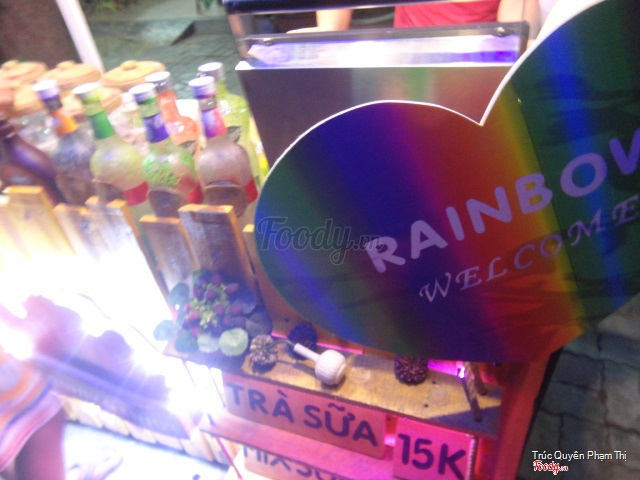 RAINBOW
WELCOME
Foody.vn
TRÀ SỮA
15K
Trúc Quyên Phạm Thị
Foody.vn